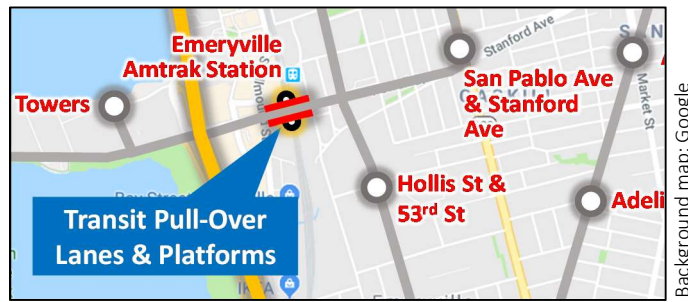 Emeryville
Amtrak Station
Towers
Stanford Ave
San Pablo Ave
& Stanford
Ave
Market St
Hollis St &
53rd St
Adeli
Transit Pull-Over
Lanes & Platforms
IKEA
Background map: Google